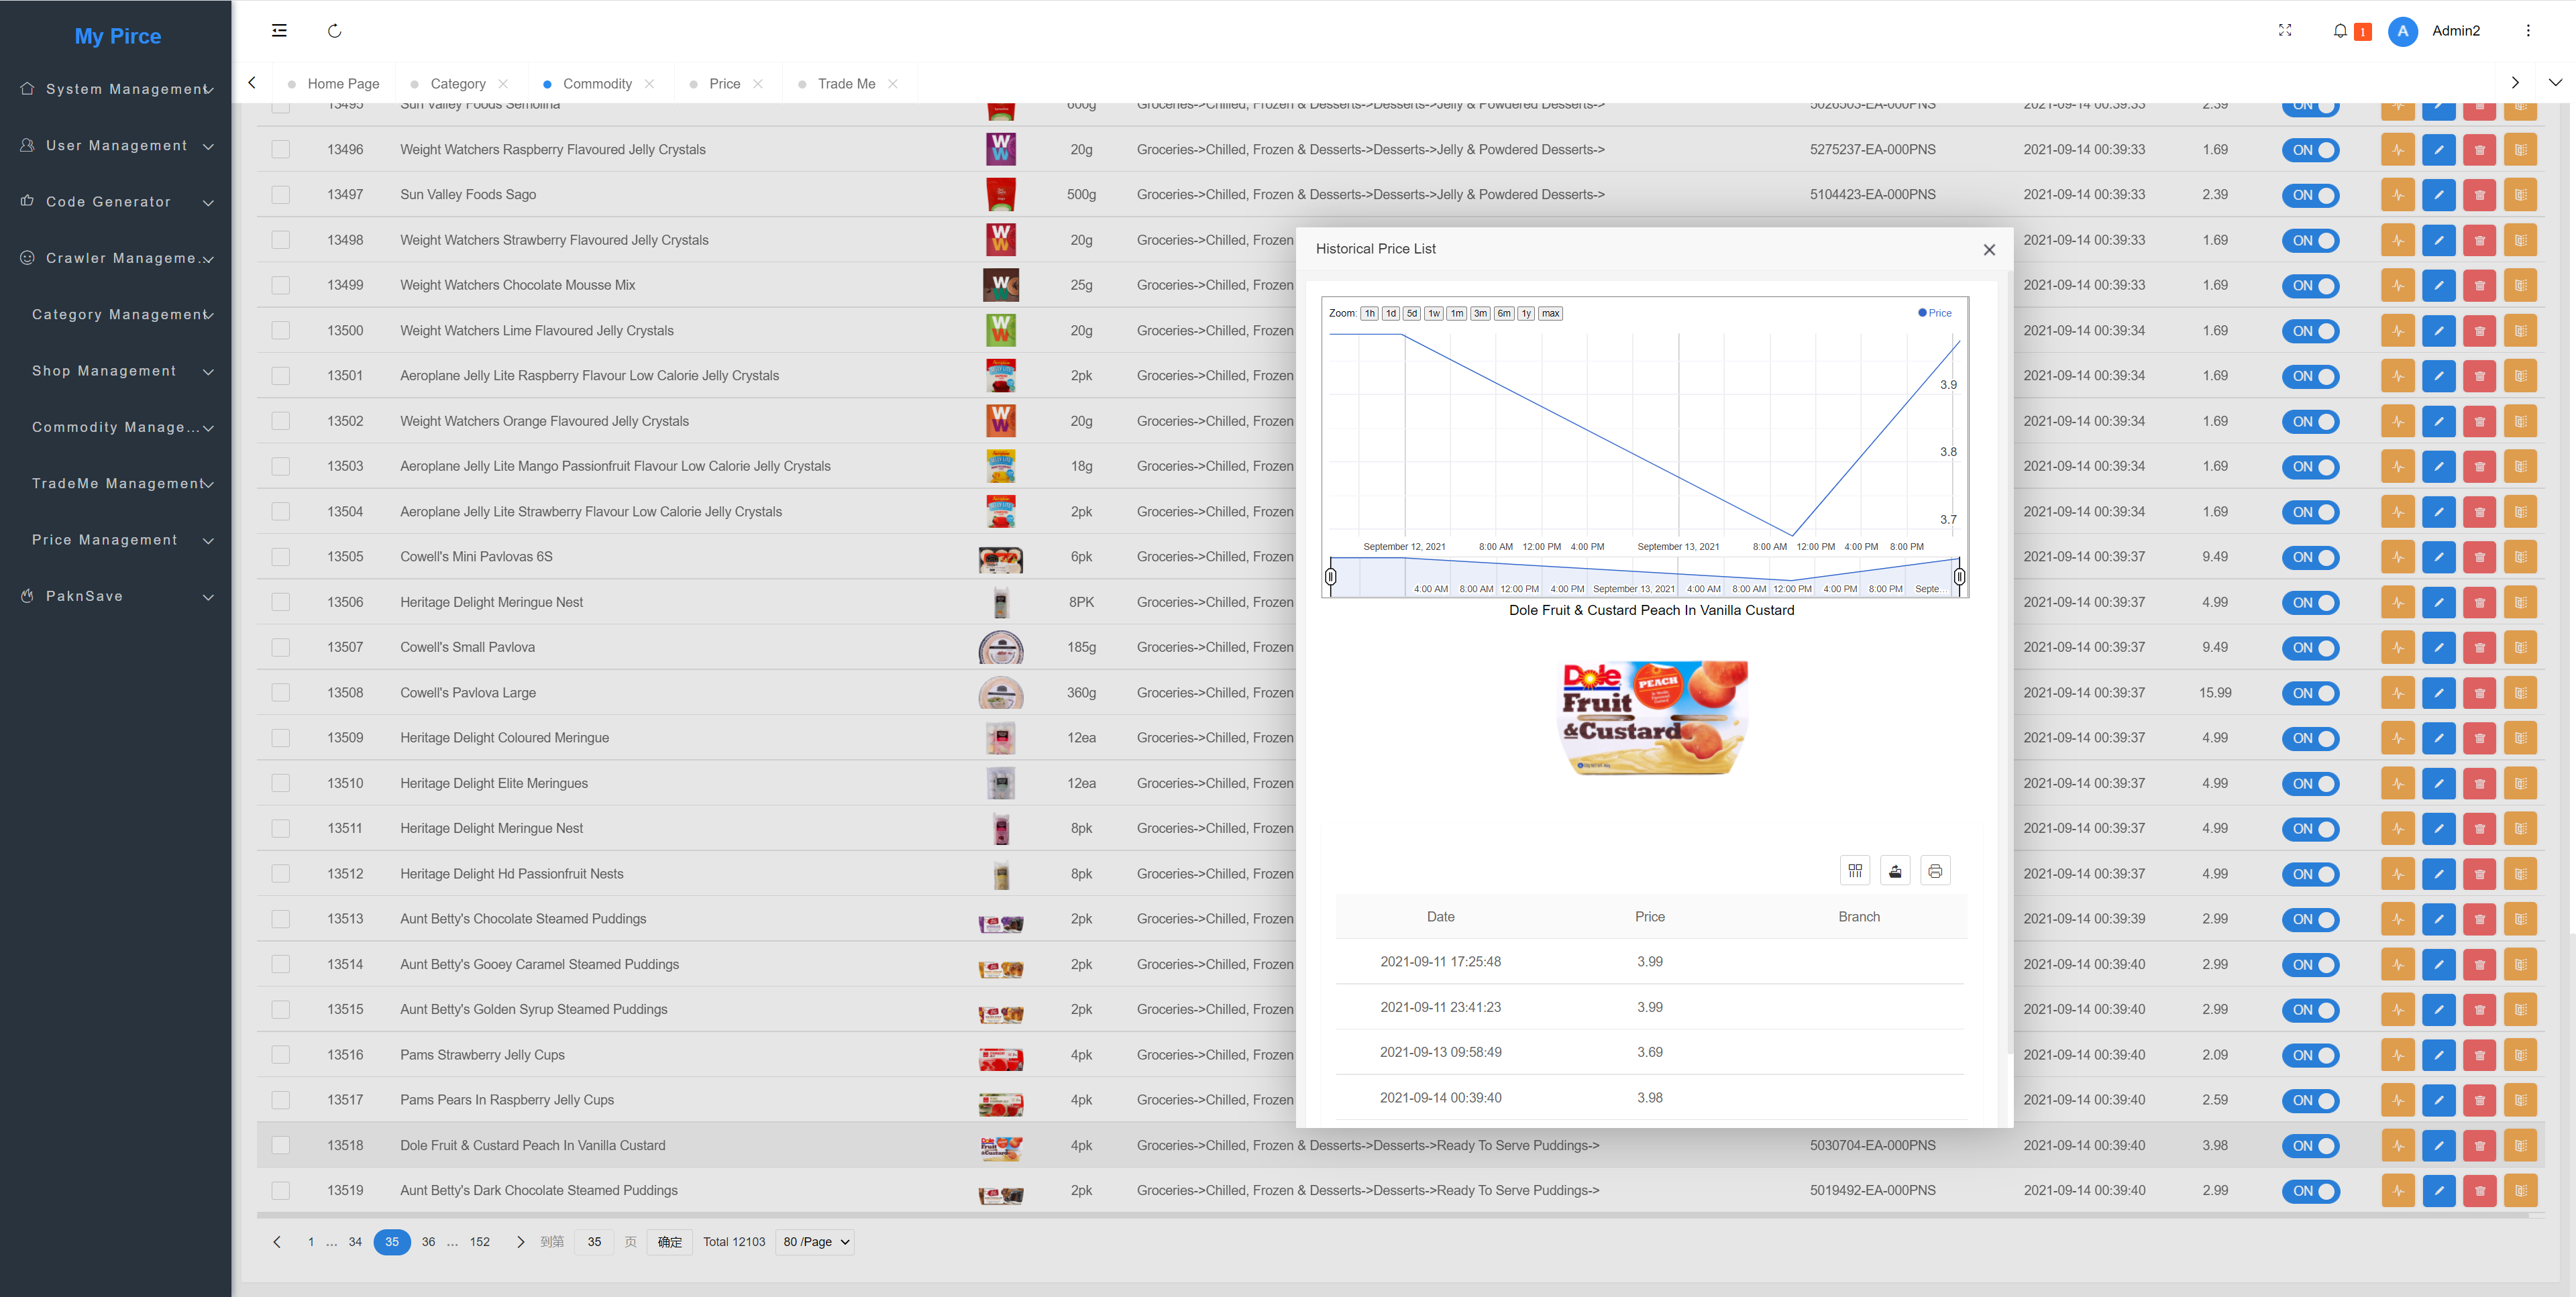 My Pirce
System Management
User Management
Code Generator
Crawler Manageme...
Category Management
Shop Management
Commodity Manage...
TradeMe Management
Price Management
PaknSave
1
A
Admin2
Home Page
Category
Commodity
Price
Trade Me
13495 Sun Valley Foods Semolina 600g Groceries->Chilled, Frozen & Desserts->Desserts->Jelly & Powdered Desserts-> 5026503-EA-000PNS 2021-09-14 00:39:33 2.39 ON
13496 Weight Watchers Raspberry Flavoured Jelly Crystals 20g Groceries->Chilled, Frozen & Desserts->Desserts->Jelly & Powdered Desserts-> 5275237-EA-000PNS 2021-09-14 00:39:33 1.69 ON
13497 Sun Valley Foods Sago 500g Groceries->Chilled, Frozen & Desserts->Desserts->Jelly & Powdered Desserts-> 5104423-EA-000PNS 2021-09-14 00:39:33 2.39 ON
13498 Weight Watchers Strawberry Flavoured Jelly Crystals 20g Groceries->Chilled, Frozen 2021-09-14 00:39:33 1.69 ON
13499 Weight Watchers Chocolate Mousse Mix 25g Groceries->Chilled, Frozen 2021-09-14 00:39:33 1.69 ON
13500 Weight Watchers Lime Flavoured Jelly Crystals 20g Groceries->Chilled, Frozen 2021-09-14 00:39:34 1.69 ON
13501 Aeroplane Jelly Lite Raspberry Flavour Low Calorie Jelly Crystals 2pk Groceries->Chilled, Frozen 2021-09-14 00:39:34 1.69 ON
13502 Weight Watchers Orange Flavoured Jelly Crystals 20g Groceries->Chilled, Frozen 2021-09-14 00:39:34 1.69 ON
13503 Aeroplane Jelly Lite Mango Passionfruit Flavour Low Calorie Jelly Crystals 18g Groceries->Chilled, Frozen 2021-09-14 00:39:34 1.69 ON
13504 Aeroplane Jelly Lite Strawberry Flavour Low Calorie Jelly Crystals 2pk Groceries->Chilled, Frozen 2021-09-14 00:39:34 1.69 ON
13505 Cowell's Mini Pavlovas 6S 6pk Groceries->Chilled, Frozen 2021-09-14 00:39:37 9.49 ON
13506 Heritage Delight Meringue Nest 8PK Groceries->Chilled, Frozen 2021-09-14 00:39:37 4.99 ON
13507 Cowell's Small Pavlova 185g Groceries->Chilled, Frozen 2021-09-14 00:39:37 9.49 ON
13508 Cowell's Pavlova Large 360g Groceries->Chilled, Frozen 2021-09-14 00:39:37 15.99 ON
13509 Heritage Delight Coloured Meringue 12ea Groceries->Chilled, Frozen 2021-09-14 00:39:37 4.99 ON
13510 Heritage Delight Elite Meringues 12ea Groceries->Chilled, Frozen 2021-09-14 00:39:37 4.99 ON
13511 Heritage Delight Meringue Nest 8pk Groceries->Chilled, Frozen 2021-09-14 00:39:37 4.99 ON
13512 Heritage Delight Hd Passionfruit Nests 8pk Groceries->Chilled, Frozen 2021-09-14 00:39:37 4.99 ON
13513 Aunt Betty's Chocolate Steamed Puddings 2pk Groceries->Chilled, Frozen 2021-09-14 00:39:39 2.99 ON
13514 Aunt Betty's Gooey Caramel Steamed Puddings 2pk Groceries->Chilled, Frozen 2021-09-14 00:39:40 2.99 ON
13515 Aunt Betty's Golden Syrup Steamed Puddings 2pk Groceries->Chilled, Frozen 2021-09-14 00:39:40 2.99 ON
13516 Pams Strawberry Jelly Cups 4pk Groceries->Chilled, Frozen 2021-09-14 00:39:40 2.09 ON
13517 Pams Pears In Raspberry Jelly Cups 4pk Groceries->Chilled, Frozen 2021-09-14 00:39:40 2.59 ON
13518 Dole Fruit & Custard Peach In Vanilla Custard 4pk Groceries->Chilled, Frozen & Desserts->Desserts->Ready To Serve Puddings-> 5030704-EA-000PNS 2021-09-14 00:39:40 3.98 ON
13519 Aunt Betty's Dark Chocolate Steamed Puddings 2pk Groceries->Chilled, Frozen & Desserts->Desserts->Ready To Serve Puddings-> 5019492-EA-000PNS 2021-09-14 00:39:40 2.99 ON
1 ... 34 35 36 ... 152 到第 35 页 确定 Total 12103 80 /Page
Historical Price List
Zoom: 1h 1d 5d 1w 1m 3m 6m 1y max
Price
3.9
3.8
3.7
September 12, 2021 8:00 AM 12:00 PM 4:00 PM September 13, 2021 8:00 AM 12:00 PM 4:00 PM 8:00 PM
4:00 AM 8:00 AM 12:00 PM 4:00 PM September 13, 2021 4:00 AM 8:00 AM 12:00 PM 4:00 PM 8:00 PM Septe...
Dole Fruit & Custard Peach In Vanilla Custard
Dole
PEACH
Fruit
&Custard
Date Price Branch
2021-09-11 17:25:48 3.99
2021-09-11 23:41:23 3.99
2021-09-13 09:58:49 3.69
2021-09-14 00:39:40 3.98